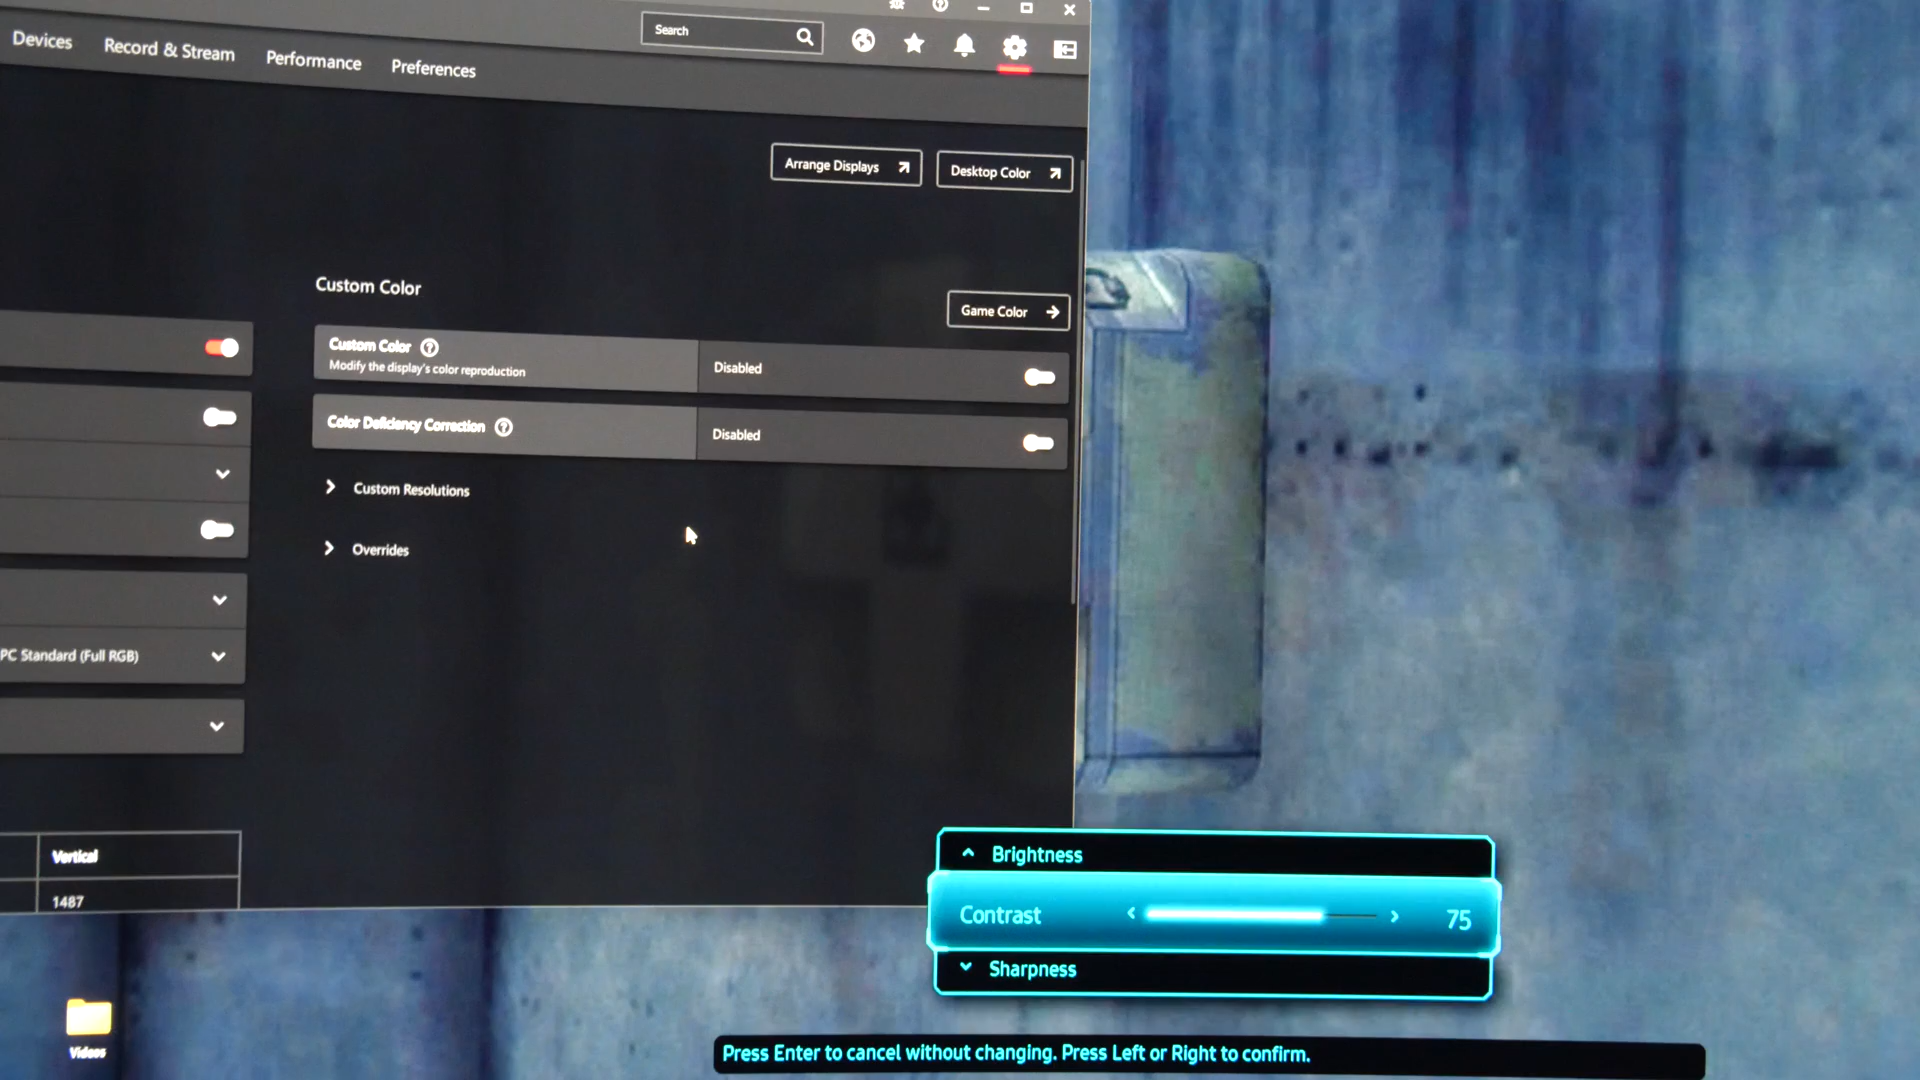 Search
Devices
Record & Stream
Performance
Preferences
Arrange Displays
Desktop Color
Custom Color
Game Color
Custom Color
Modify the display's color reproduction
Disabled
Color Deficiency Correction
Disabled
Custom Resolutions
Overrides
PC Standard (Full RGB)
Vertical
1487
Brightness
Contrast
75
Sharpness
Videos
Press Enter to cancel without changing. Press Left or Right to confirm.